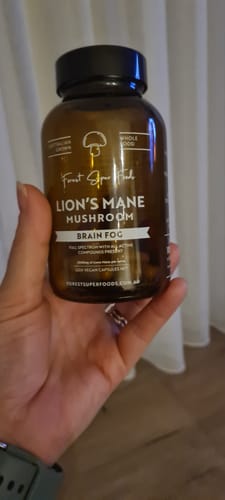 AUSTRALIAN
GROWN
WHOLE
FOOD
Forest Super Foods
LION'S MANE
MUSHROOM
BRAIN FOG
FULL SPECTRUM WITH ALL ACTIVE
COMPOUNDS PRESENT
VEGAN CAPSULES
FORESTSUPERFOODS.COM.AU